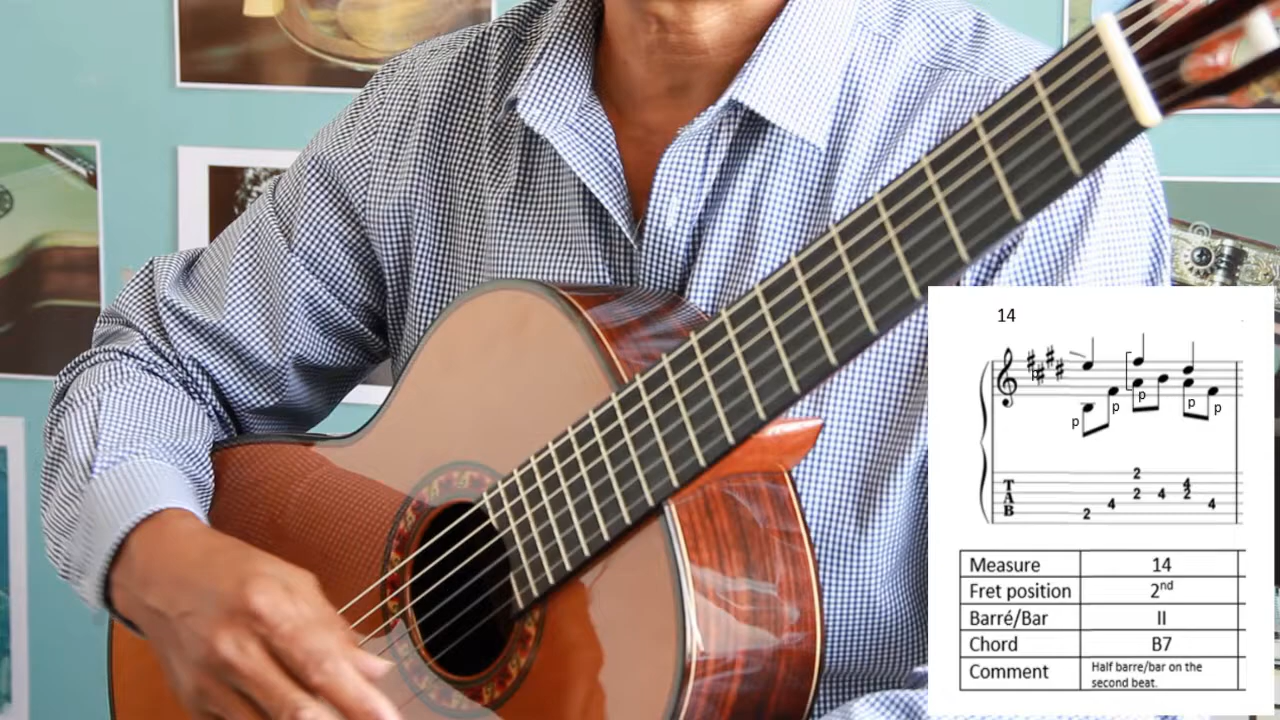 14
p
p
p
p
p
T
A
B
2
4
2
2
4
4
2
4
Measure 14
Fret position 2nd
Barré/Bar II
Chord B7
Comment Half barre/bar on the
second beat.